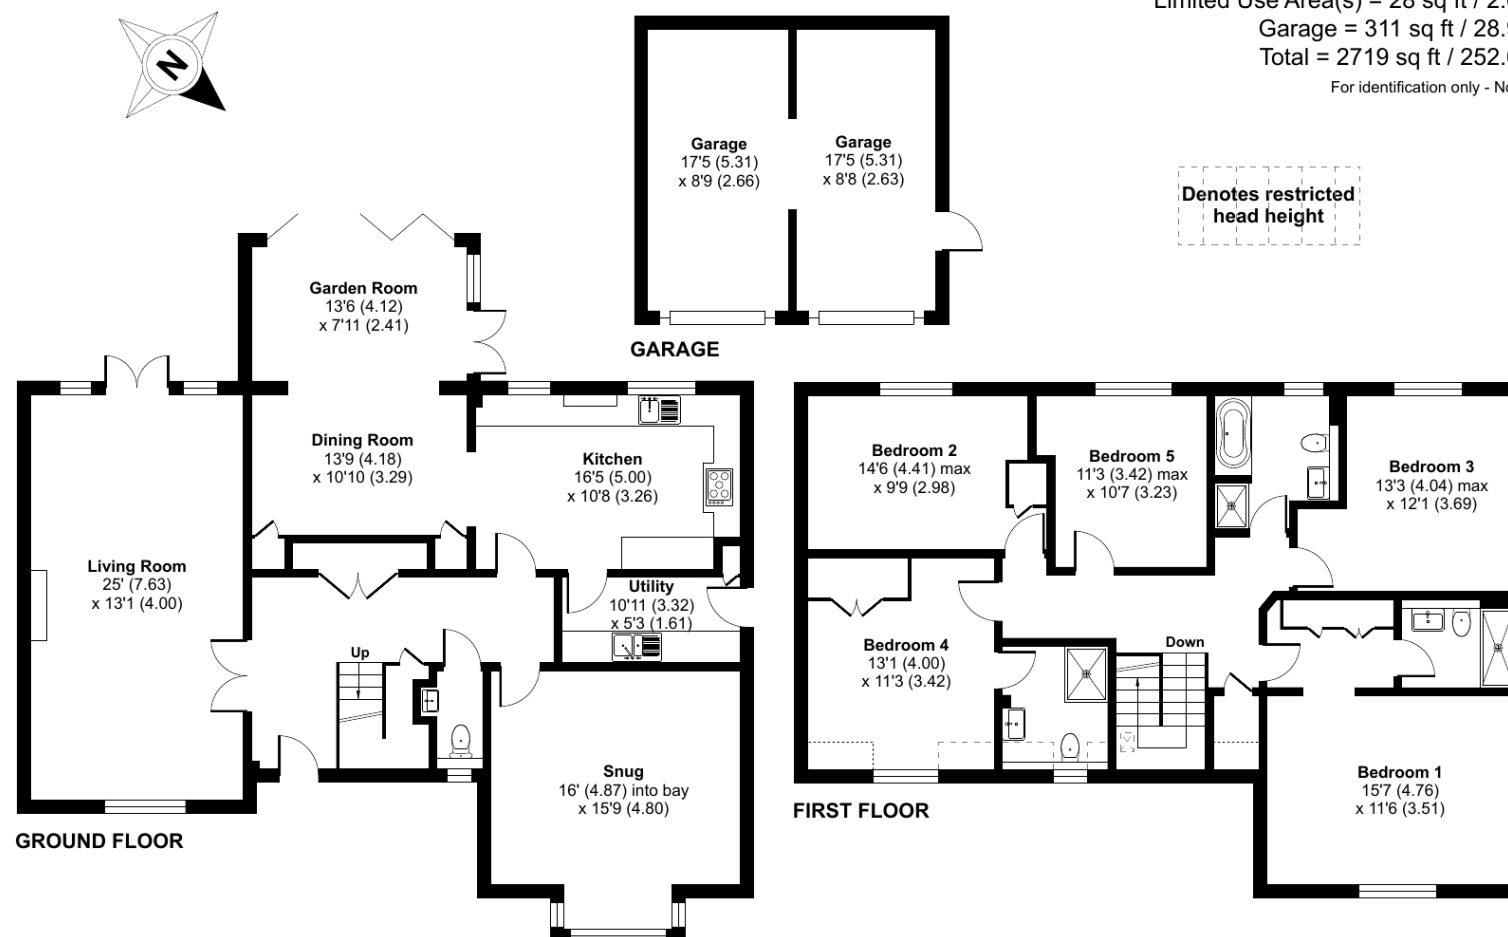 Limited Use Area(s) = 28 sq ft /
Garage = 311 sq ft /
Total = 2719 sq ft /
For identification only -
N
Garage
17'5 (5.31)
x 8'9 (2.66)
Garage
17'5 (5.31)
x 8'8 (2.63)
GARAGE
Denotes restricted
head height
Garden Room
13'6 (4.12)
x 7'11 (2.41)
Dining Room
13'9 (4.18)
x 10'10 (3.29)
Kitchen
16'5 (5.00)
x 10'8 (3.26)
Living Room
25' (7.63)
x 13'1 (4.00)
Utility
10'11 (3.32)
x 5'3 (1.61)
Up
Snug
16' (4.87) into bay
x 15'9 (4.80)
GROUND FLOOR
Bedroom 2
14'6 (4.41) max
x 9'9 (2.98)
Bedroom 5
11'3 (3.42) max
x 10'7 (3.23)
Bedroom 3
13'3 (4.04) max
x 12'1 (3.69)
Bedroom 4
13'1 (4.00)
x 11'3 (3.42)
Down
Bedroom 1
15'7 (4.76)
x 11'6 (3.51)
FIRST FLOOR